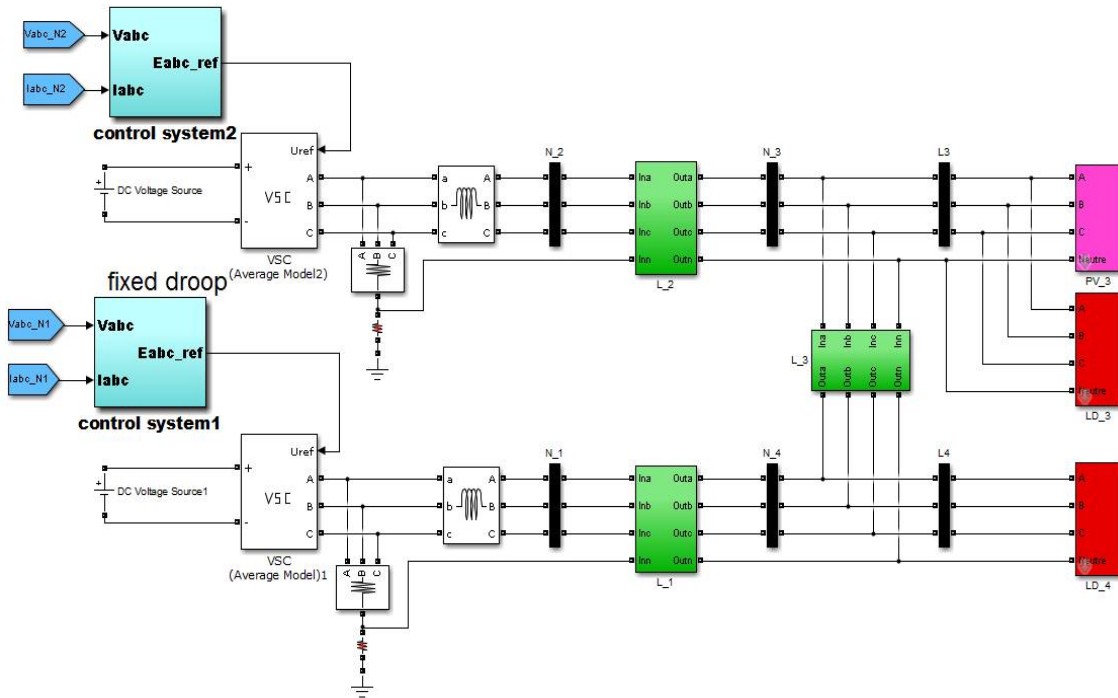 Vabc_N2
Vabc
Eabc_ref
Iabc_N2
Iabc
control system2
Uref
+
A
VSC
B
-
C
VSC
(Average Model2)
+
DC Voltage Source
A B C
a A
b B
c C
N_2
Ina Outa
Inb Outb
Inc Outc
Inn Outn
L_2
N_3
L3
A
B
C
Neutre
PV_3
A
B
C
Neutre
LD_3
L_3
Ina Inb Inc Inn
Outa Outb Outc Outn
fixed droop
Vabc_N1
Vabc
Eabc_ref
Iabc_N1
Iabc
control system1
Uref
+
A
VSC
B
-
C
VSC
(Average Model)1
+
DC Voltage Source1
A B C
a A
b B
c C
N_1
Ina Outa
Inb Outb
Inc Outc
Inn Outn
L_1
N_4
L4
A
B
C
Neutre
LD_4